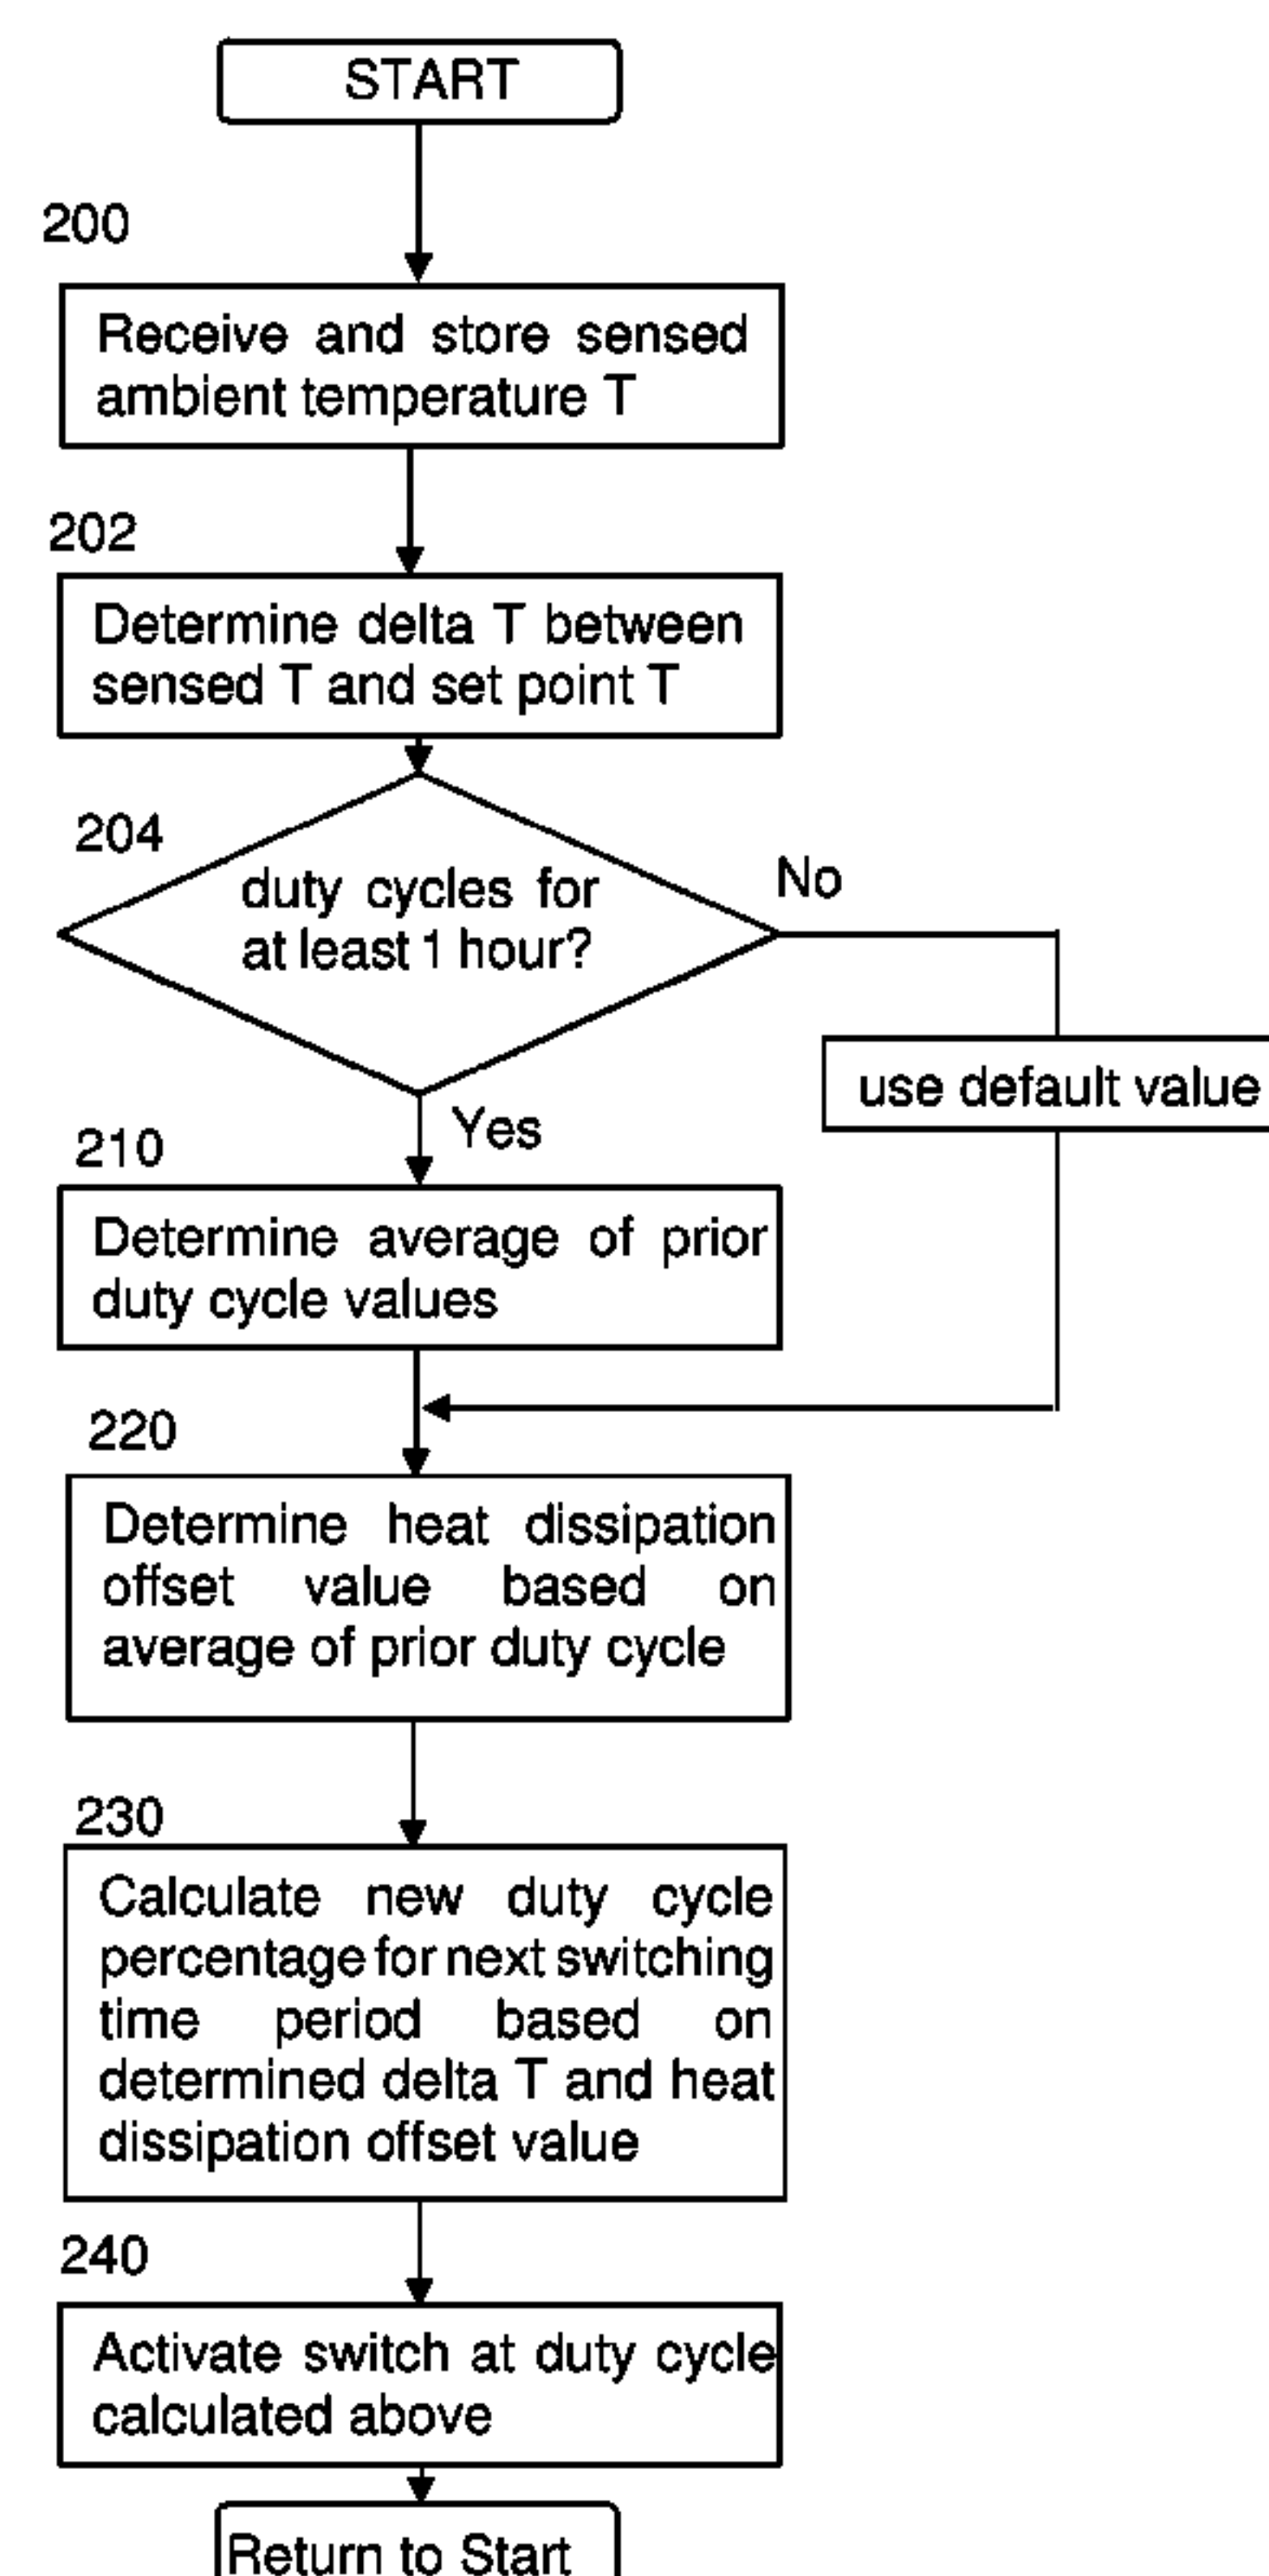 START
200
Receive and store sensed
ambient temperature T
202
Determine delta T between
sensed T and set point T
204
duty cycles for
at least 1 hour?
No
use default value
Yes
210
Determine average of prior
duty cycle values
220
Determine heat dissipation
offset value based on
average of prior duty cycle
230
Calculate new duty cycle
percentage for next switching
time period based on
determined delta T and heat
dissipation offset value
240
Activate switch at duty cycle
calculated above
Return to Start